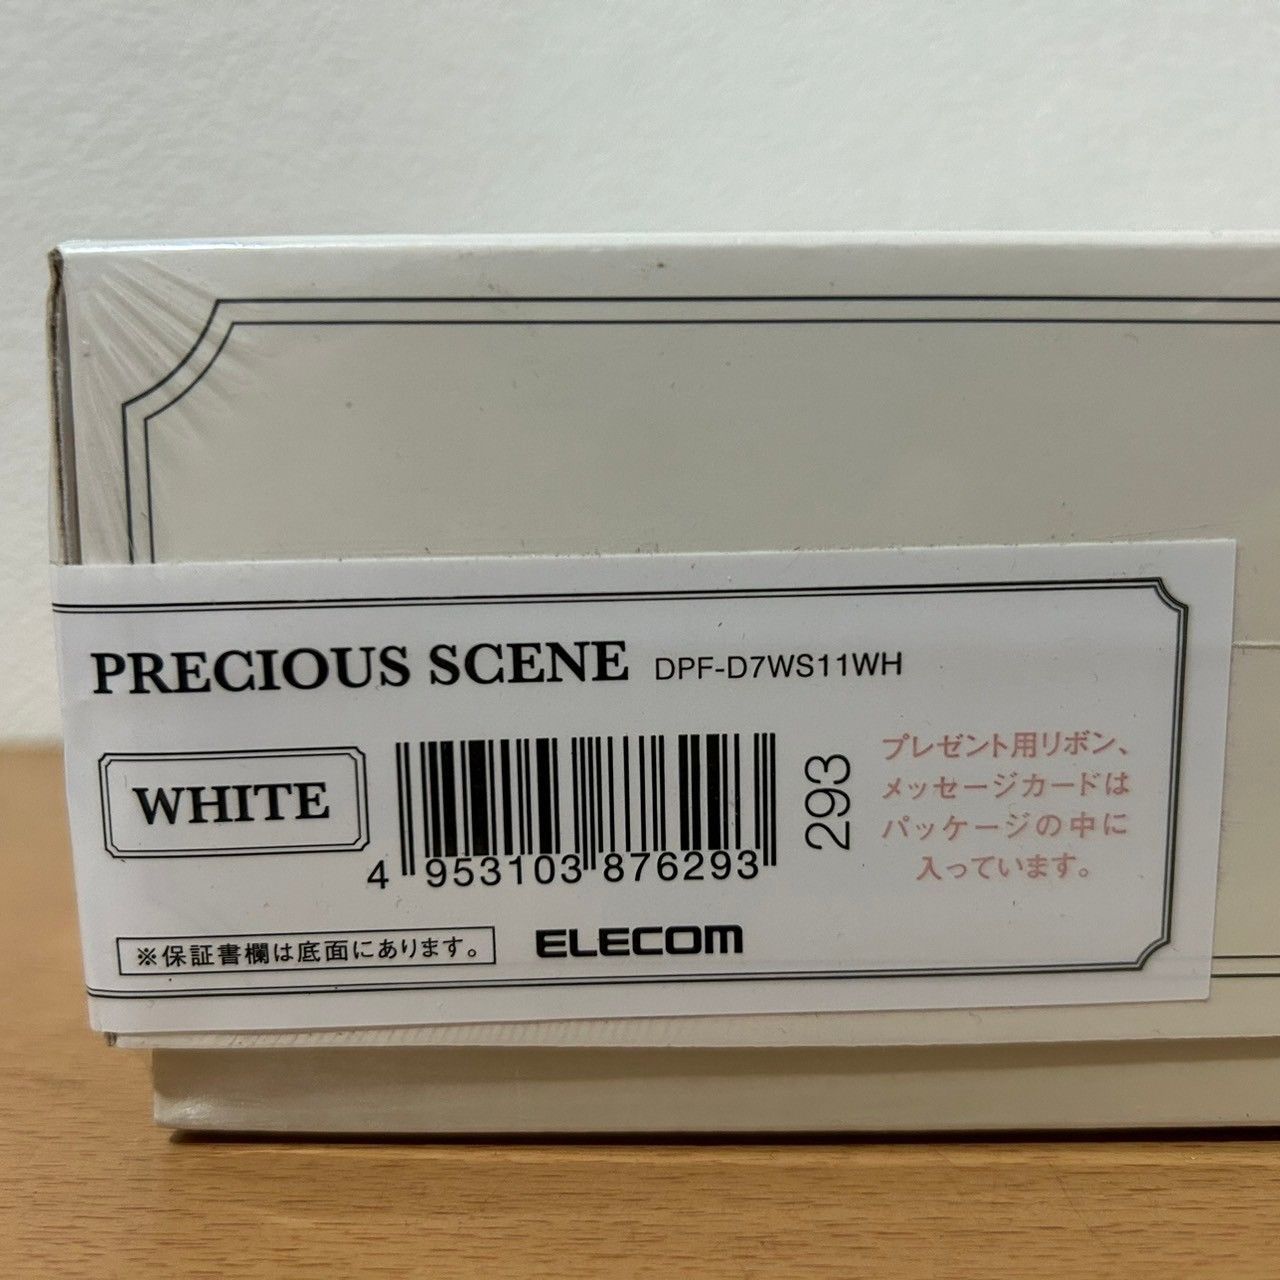 PRECIOUS SCENE DPF-D7WS11WH
WHITE
4 953103 876293
293
プレゼント用リボン、
メッセージカードは
パッケージの中に
入っています。
※保証書欄は底面にあります。
ELECOM